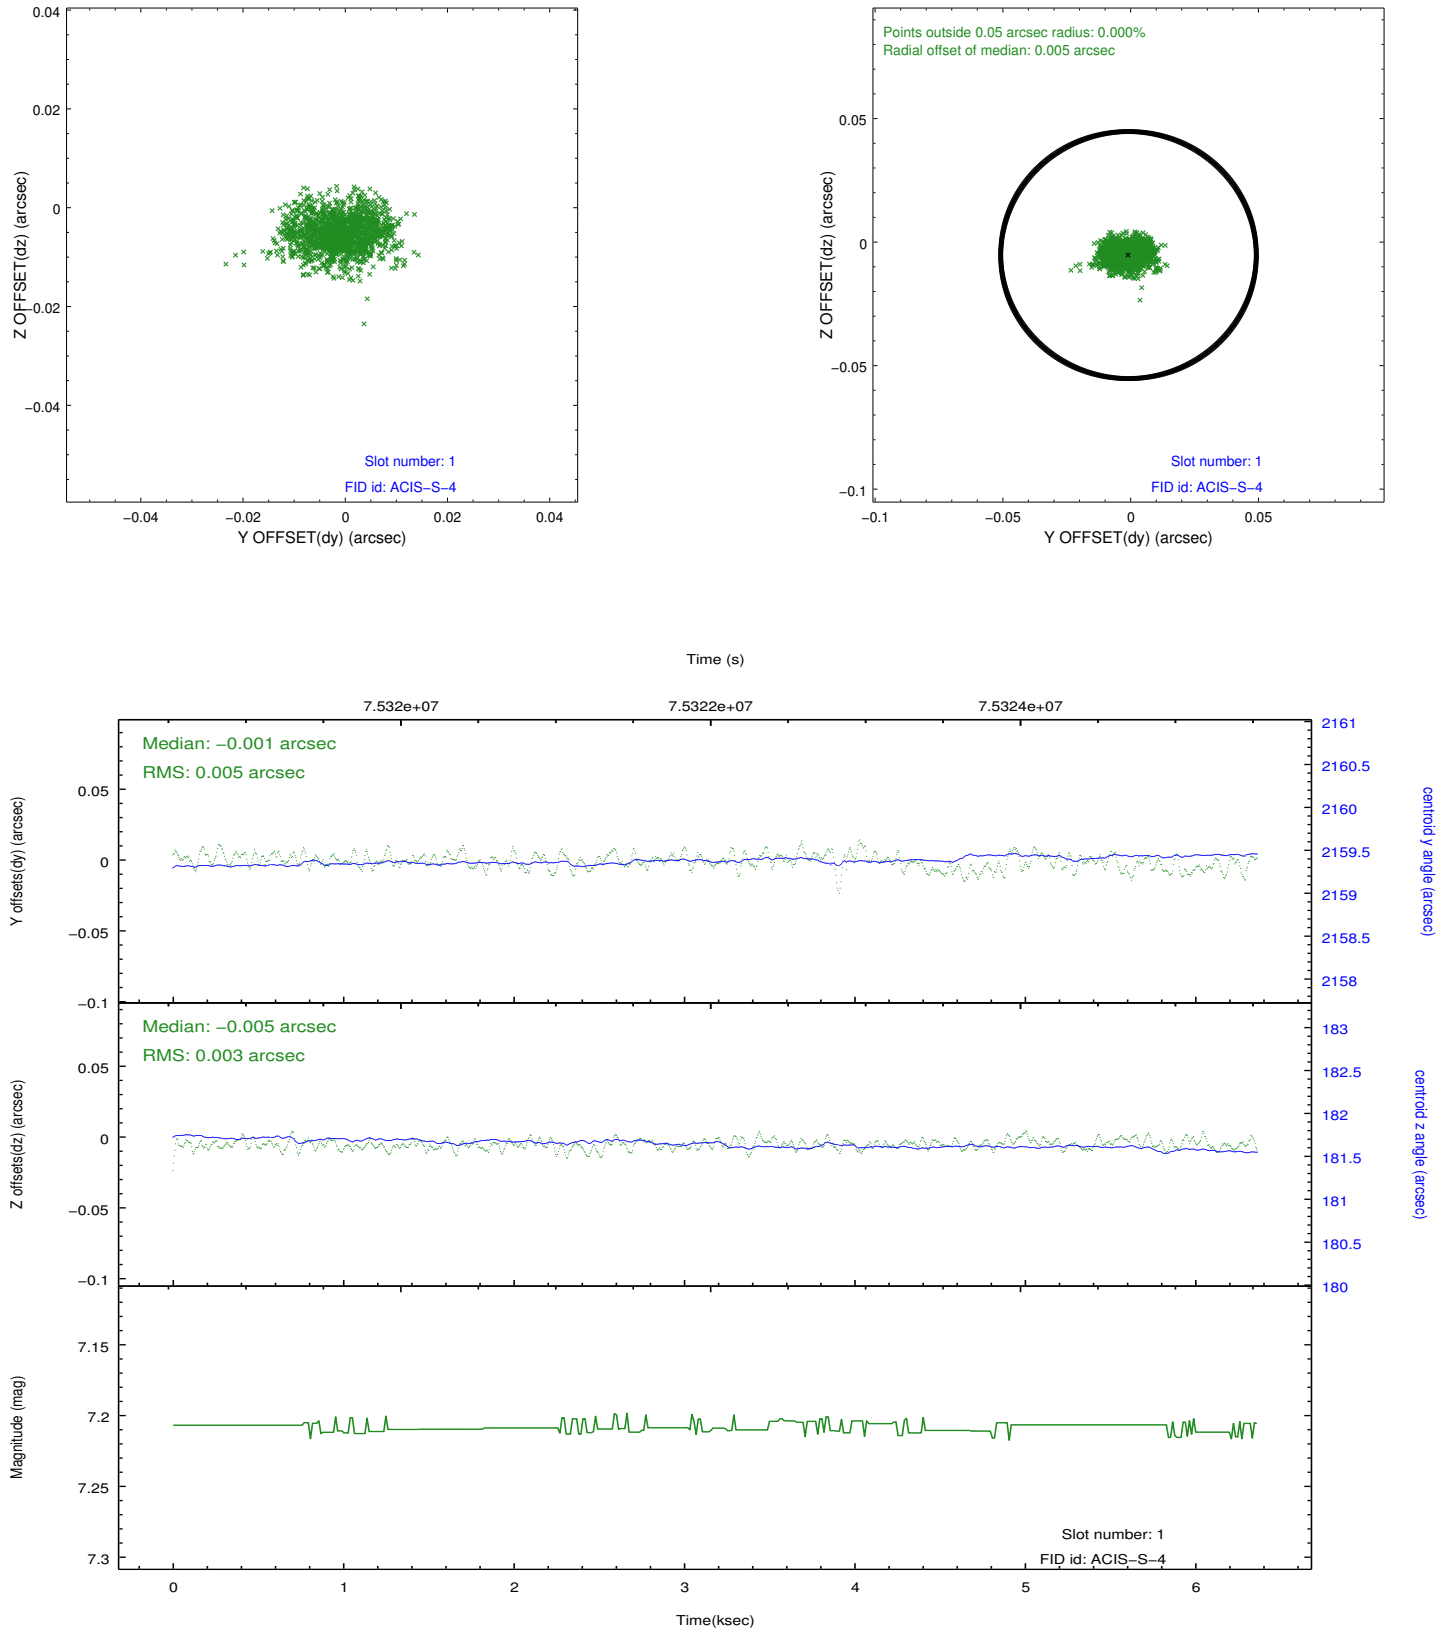 0.04
0.02
0
−0.02
−0.04
Z OFFSET(dz) (arcsec)
Slot number: 1
FID id: ACIS−S−4
−0.04
−0.02
0
0.02
0.04
Y OFFSET(dy) (arcsec)
Points outside 0.05 arcsec radius: 0.000%
Radial offset of median: 0.005 arcsec
0.05
0
−0.05
−0.1
Z OFFSET(dz) (arcsec)
Slot number: 1
FID id: ACIS−S−4
−0.1
−0.05
0
0.05
Y OFFSET(dy) (arcsec)
Time (s)
7.532e+07
7.5322e+07
7.5324e+07
Median: −0.001 arcsec
RMS: 0.005 arcsec
0.05
0
−0.05
−0.1
Y offsets(dy) (arcsec)
2161
2160.5
2160
2159.5
2159
2158.5
2158
centroid y angle (arcsec)
Median: −0.005 arcsec
RMS: 0.003 arcsec
0.05
0
−0.05
−0.1
Z offsets(dz) (arcsec)
183
182.5
182
181.5
181
180.5
180
centroid z angle (arcsec)
7.15
7.2
7.25
7.3
Magnitude (mag)
Slot number: 1
FID id: ACIS−S−4
0
1
2
3
4
5
6
Time(ksec)